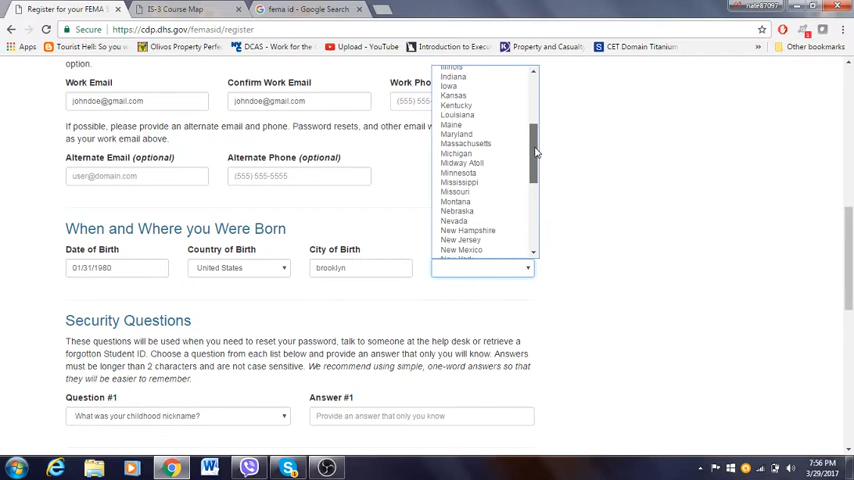 nate87097
Register for your FEMA S
IS-3 Course Map
fema id - Google Search
Secure
https://cdp.dhs.gov/femasid/register
Apps
Tourist Hell: So you w
Olivos Properties, De
DCAS - Work for the
Upload - YouTube
Introduction to Execu
Property and Casualty
CET Domain Titanium
Other bookmarks
option.
Work Email
Confirm Work Email
Work Pho
johndoe@gmail.com
johndoe@gmail.com
(555) 555-
If possible, please provide an alternate email and phone. Password resets, and other email w
as your work email above.
Alternate Email (optional)
Alternate Phone (optional)
user@domain.com
(555) 555-5555
Illinois
Indiana
Iowa
Kansas
Kentucky
Louisiana
Maine
Maryland
Massachusetts
Michigan
Midway Atoll
Minnesota
Mississippi
Missouri
Montana
Nebraska
Nevada
New Hampshire
New Jersey
New Mexico
New York
When and Where you Were Born
Date of Birth
Country of Birth
City of Birth
01/31/1980
United States
brooklyn
Security Questions
These questions will be used when you need to reset your password, talk to someone at the help desk or retrieve a
forgotten Student ID. Choose a question from each list below and provide an answer that only you will know. Answers
must be longer than 2 characters and are not case sensitive. We recommend using simple, one-word answers so that
they will be easier to remember.
Question #1
Answer #1
What was your childhood nickname?
Provide an answer that only you know
7:56 PM
3/29/2017